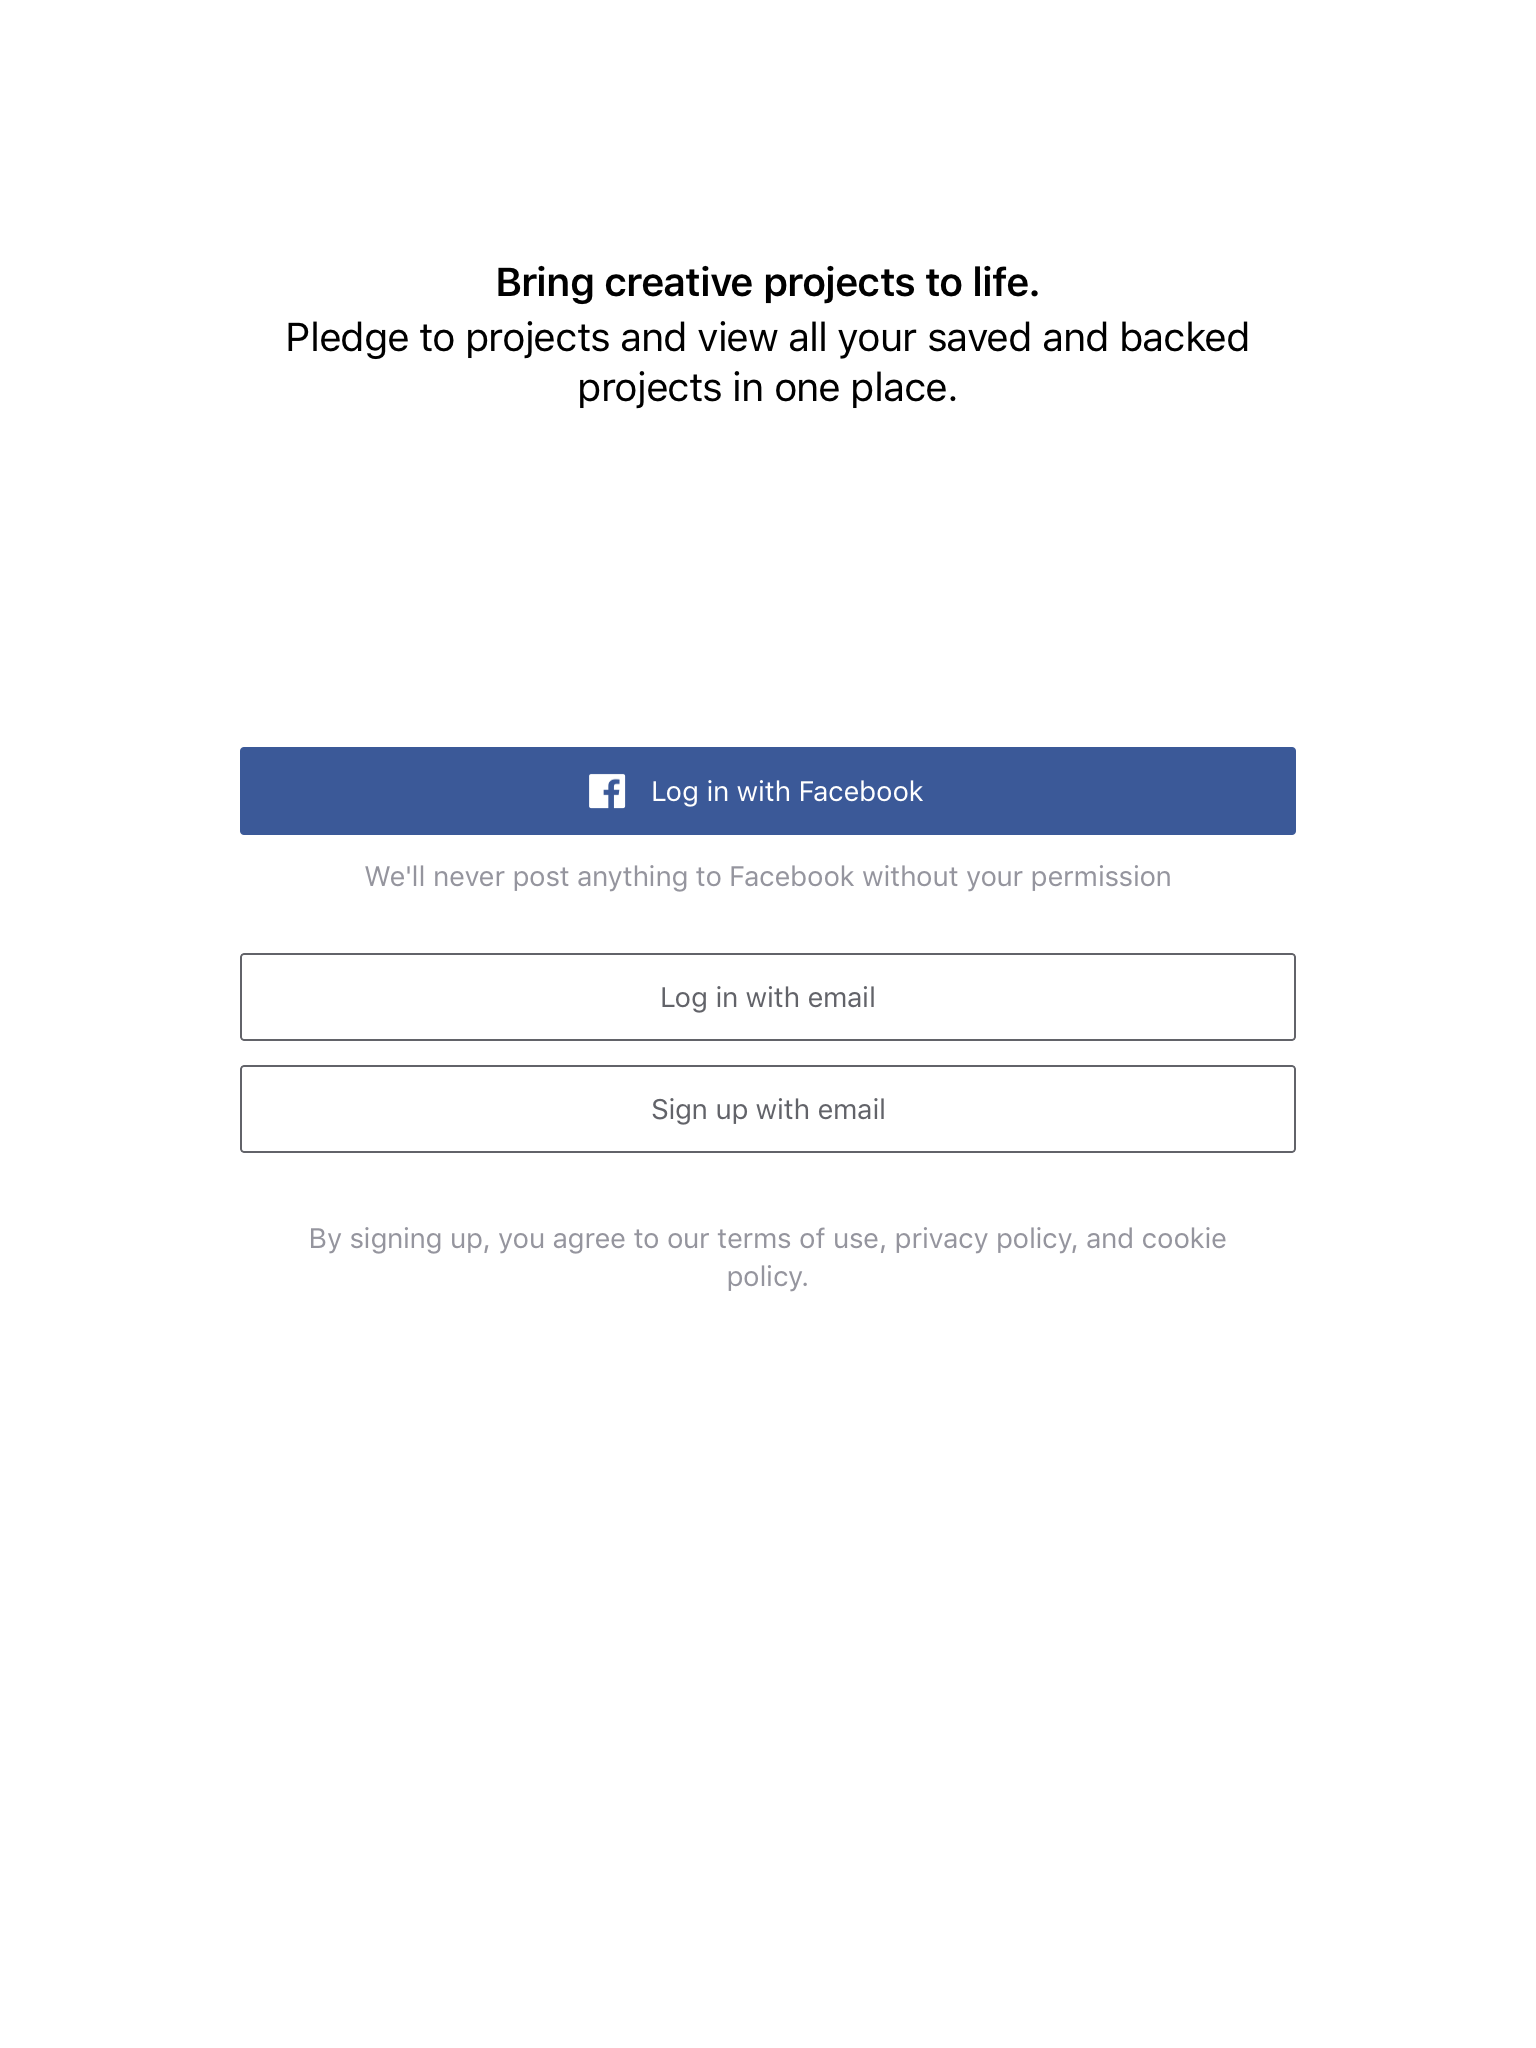 Bring creative projects to life.
Pledge to projects and view all your saved and backed
projects in one place.
Log in with Facebook
We'll never post anything to Facebook without your permission
Log in with email
Sign up with email
By signing up, you agree to our terms of use, privacy policy, and cookie
policy.